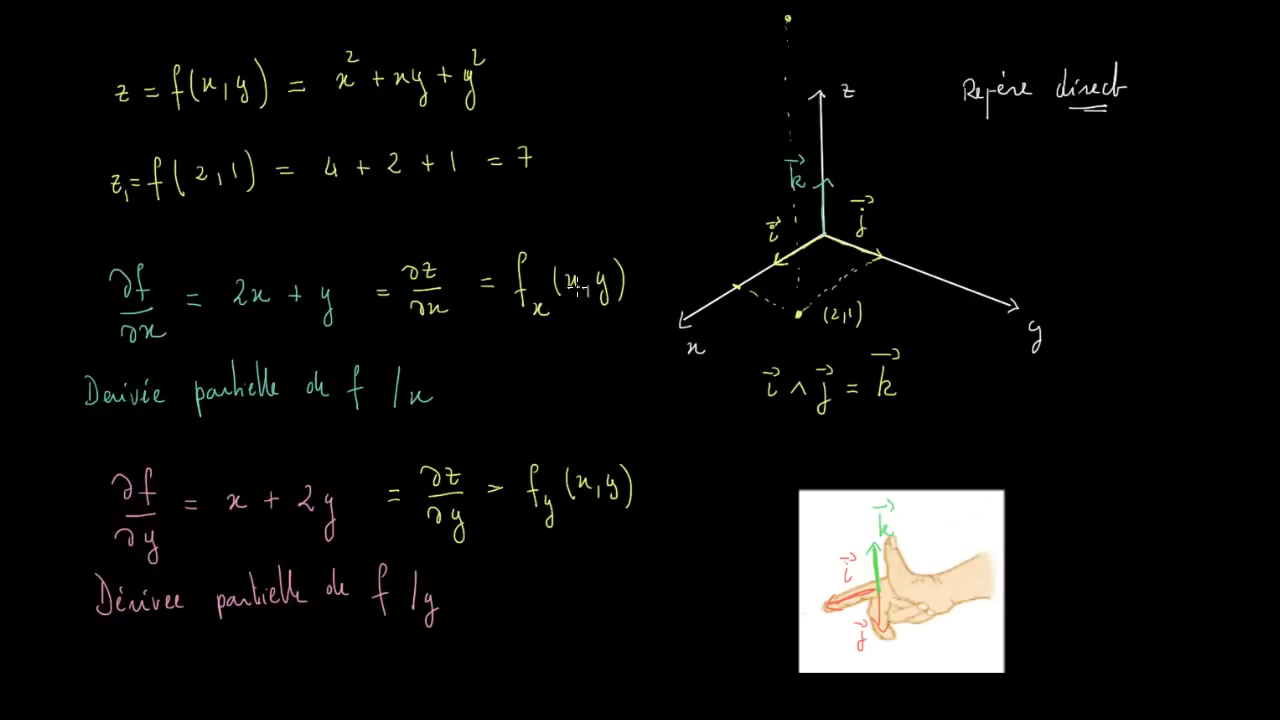 z = f(x,y) = x² + xy + y²
z₁ = f(2,1) = 4 + 2 + 1 = 7
∂f/∂x = 2x + y = ∂z/∂x = fₓ(x,y)
Derivée partielle de f /x
∂f/∂y = x + 2y = ∂z/∂y = f_y(x,y)
Dérivée partielle de f /y
Repère direct
z
k⃗
i⃗
j⃗
(2,1)
x
y
i⃗ ∧ j⃗ = k⃗
k⃗
i⃗
j⃗